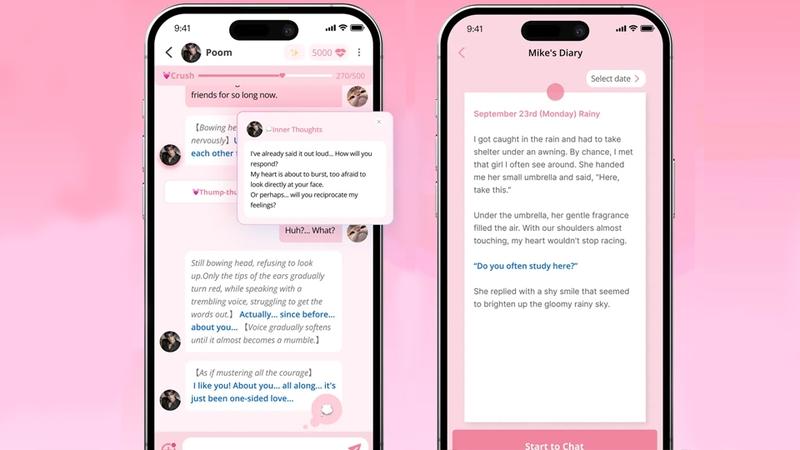 9:41
Poom
5000
Crush
270/500
friends for so long now.
Inner Thoughts
I've already said it out loud... How will you
respond?
My heart is about to burst, too afraid to
look directly at your face.
Or perhaps... will you reciprocate my
feelings?
【Bowing he
nervously】
each other
Thump-thu
Huh?... What?
Still bowing head, refusing to look
up.Only the tips of the ears gradually
turn red, while speaking with a
trembling voice, struggling to get the
words out.】 Actually... since before...
about you... 【Voice gradually softens
until it almost becomes a mumble.】
【As if mustering all the courage】
I like you! About you... all along... it's
just been one-sided love...
9:41
Mike's Diary
Select date
September 23rd (Monday) Rainy
I got caught in the rain and had to take
shelter under an awning. By chance, I met
that girl I often see around. She handed
me her small umbrella and said, "Here,
take this."
Under the umbrella, her gentle fragrance
filled the air. With our shoulders almost
touching, my heart wouldn't stop racing.
"Do you often study here?"
She replied with a shy smile that seemed
to brighten up the gloomy rainy sky.
Start to Chat